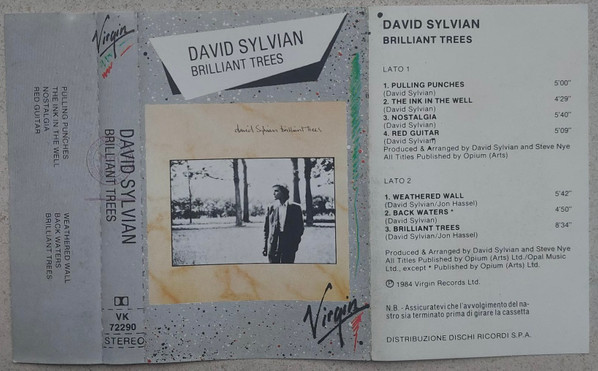 PULLING PUNCHES
THE INK IN THE WELL
NOSTALGIA
RED GUITAR
WEATHERED WALL
BACK WATERS
BRILLIANT TREES
Virgin
DAVID SYLVIAN
BRILLIANT TREES
VK
72290
STEREO
DAVID SYLVIAN
BRILLIANT TREES
david Sylvian Brilliant Trees
Virgin
DAVID SYLVIAN
BRILLIANT TREES
LATO 1
1. PULLING PUNCHES 5'00"
(David Sylvian)
2. THE INK IN THE WELL 4'29"
(David Sylvian)
3. NOSTALGIA 5'40"
(David Sylvian)
4. RED GUITAR 5'09"
(David Sylvian)
Produced & Arranged by David Sylvian and Steve Nye
All Titles Published by Opium (Arts)
LATO 2
1. WEATHERED WALL 5'42"
(David Sylvian/Jon Hassel)
2. BACK WATERS * 4'50"
(David Sylvian)
3. BRILLIANT TREES 8'34"
(David Sylvian/Jon Hassel)
Produced & Arranged by David Sylvian and Steve Nye
All Titles Published by Opium (Arts) Ltd./Opal Music
Ltd., except * Published by Opium (Arts) Ltd.
℗ 1984 Virgin Records Ltd.
N.B. - Assicuratevi che l'avvolgimento del na-
stro sia terminato prima di girare la cassetta
DISTRIBUZIONE DISCHI RICORDI S.P.A.